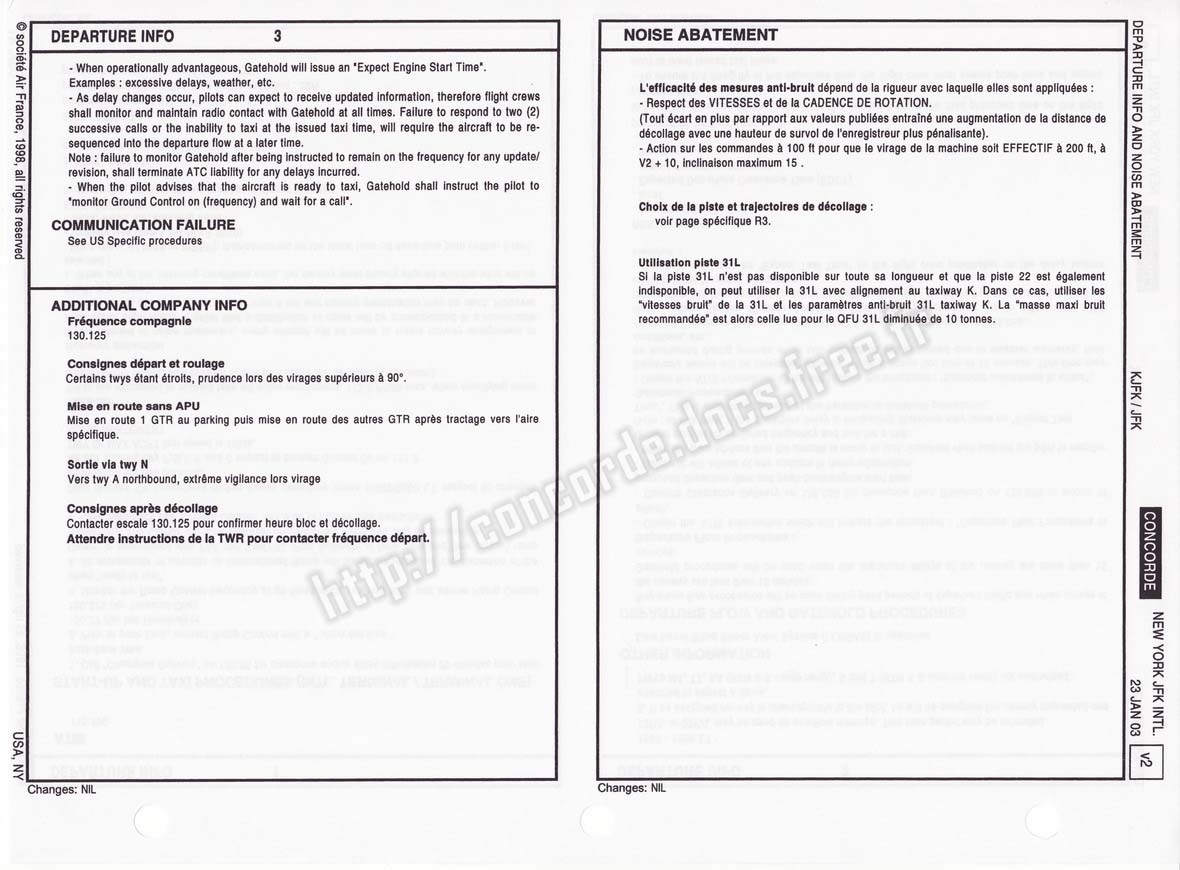 © société Air France, 1998, all rights reserved
USA, NY
DEPARTURE INFO 3
- When operationally advantageous, Gatehold will issue an "Expect Engine Start Time".
Examples : excessive delays, weather, etc.
- As delay changes occur, pilots can expect to receive updated information, therefore flight crews
shall monitor and maintain radio contact with Gatehold at all times. Failure to respond to two (2)
successive calls or the inability to taxi at the issued taxi time, will require the aircraft to be re-
sequenced into the departure flow at a later time.
Note : failure to monitor Gatehold after being instructed to remain on the frequency for any update/
revision, shall terminate ATC liability for any delays incurred.
- When the pilot advises that the aircraft is ready to taxi, Gatehold shall instruct the pilot to
"monitor Ground Control on (frequency) and wait for a call".
COMMUNICATION FAILURE
See US Specific procedures
ADDITIONAL COMPANY INFO
Fréquence compagnie
130.125
Consignes départ et roulage
Certains twys étant étroits, prudence lors des virages supérieurs à 90°.
Mise en route sans APU
Mise en route 1 GTR au parking puis mise en route des autres GTR après tractage vers l'aire
spécifique.
Sortie via twy N
Vers twy A northbound, extrême vigilance lors virage
Consignes après décollage
Contacter escale 130.125 pour confirmer heure bloc et décollage.
Attendre instructions de la TWR pour contacter fréquence départ.
Changes: NIL
NOISE ABATEMENT
L'efficacité des mesures anti-bruit dépend de la rigueur avec laquelle elles sont appliquées :
- Respect des VITESSES et de la CADENCE DE ROTATION.
(Tout écart en plus par rapport aux valeurs publiées entraîné une augmentation de la distance de
décollage avec une hauteur de survol de l'enregistreur plus pénalisante).
- Action sur les commandes à 100 ft pour que le virage de la machine soit EFFECTIF à 200 ft, à
V2 + 10, inclinaison maximum 15 .
Choix de la piste et trajectoires de décollage :
voir page spécifique R3.
Utilisation piste 31L
Si la piste 31L n'est pas disponible sur toute sa longueur et que la piste 22 est également
indisponible, on peut utiliser la 31L avec alignement au taxiway K. Dans ce cas, utiliser les
"vitesses bruit" de la 31L et les paramètres anti-bruit 31L taxiway K. La "masse maxi bruit
recommandée" est alors celle lue pour le QFU 31L diminuée de 10 tonnes.
Changes: NIL
DEPARTURE INFO AND NOISE ABATEMENT
KJFK / JFK
CONCORDE
NEW YORK JFK INTL.
23 JAN 03
V2
http://concorde.docs.free.fr